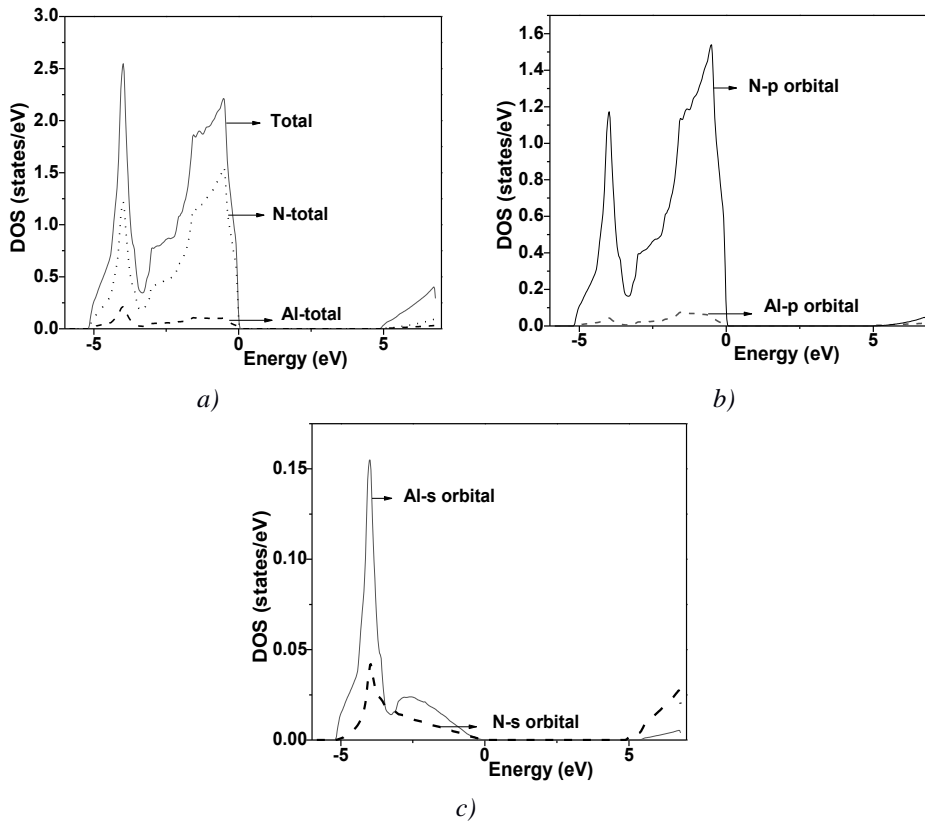 3.0
2.5
2.0
1.5
1.0
0.5
0.0
DOS (states/eV)
Total
N-total
Al-total
-5
0
5
Energy (eV)
a)
1.6
1.4
1.2
1.0
0.8
0.6
0.4
0.2
0.0
DOS (states/eV)
N-p orbital
Al-p orbital
-5
0
5
Energy (eV)
b)
0.15
0.10
0.05
0.00
DOS (states/eV)
Al-s orbital
N-s orbital
-5
0
5
Energy (eV)
c)